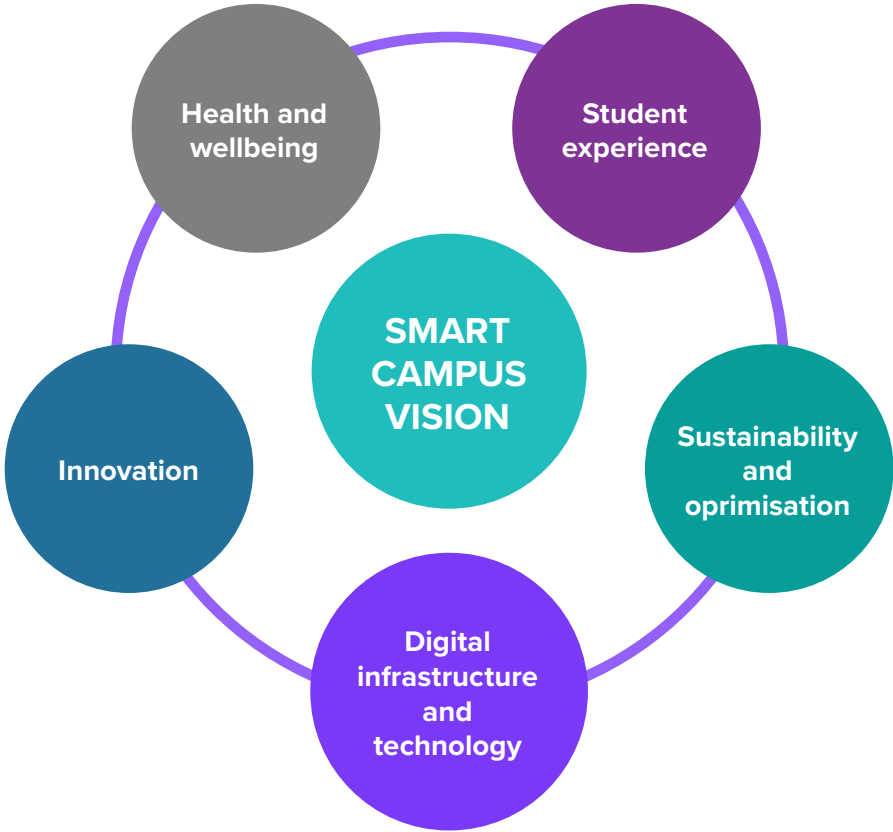 Health and
wellbeing
Student
experience
SMART
CAMPUS
VISION
Innovation
Sustainability
and
oprimisation
Digital
infrastructure
and
technology